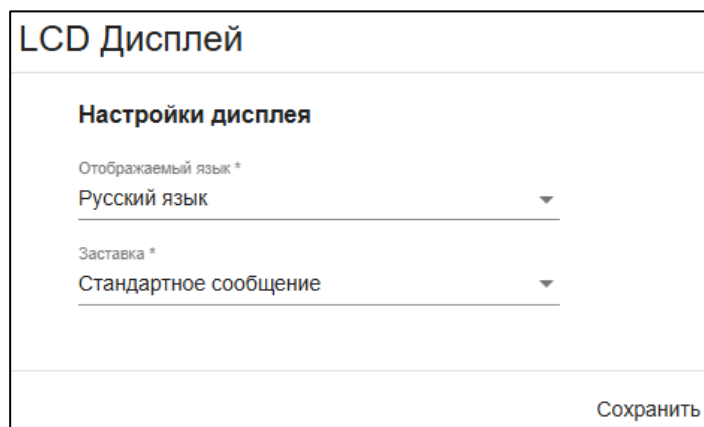 LCD Дисплей
Настройки дисплея
Отображаемый язык *
Русский язык
Заставка *
Стандартное сообщение
Сохранить